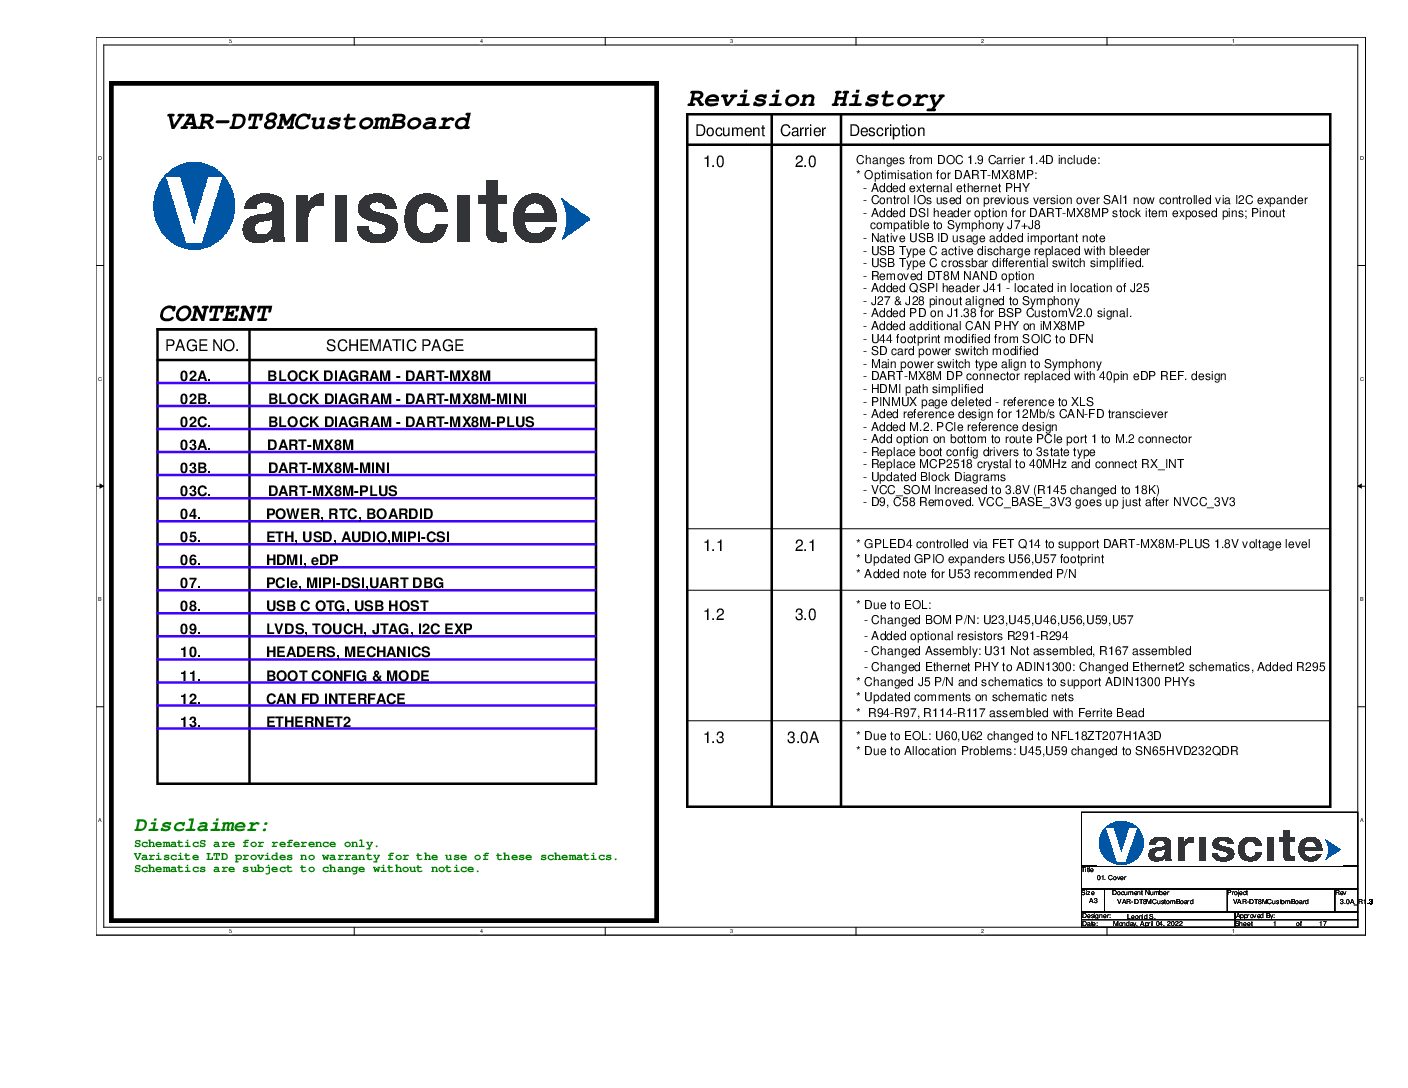 5 4 3 2 1
VAR-DT8MCustomBoard
Variscite
CONTENT
PAGE NO. SCHEMATIC PAGE
02A. BLOCK DIAGRAM - DART-MX8M
02B. BLOCK DIAGRAM - DART-MX8M-MINI
02C. BLOCK DIAGRAM - DART-MX8M-PLUS
03A. DART-MX8M
03B. DART-MX8M-MINI
03C. DART-MX8M-PLUS
04. POWER, RTC, BOARDID
05. ETH, USD, AUDIO,MIPI-CSI
06. HDMI, eDP
07. PCIe, MIPI-DSI,UART DBG
08. USB C OTG, USB HOST
09. LVDS, TOUCH, JTAG, I2C EXP
10. HEADERS, MECHANICS
11. BOOT CONFIG & MODE
12. CAN FD INTERFACE
13. ETHERNET2
Disclaimer:
SchematicS are for reference only.
Variscite LTD provides no warranty for the use of these schematics.
Schematics are subject to change without notice.
Revision History
Document Carrier Description
1.0 2.0
Changes from DOC 1.9 Carrier 1.4D include:
* Optimisation for DART-MX8MP:
- Added external ethernet PHY
- Control IOs used on previous version over SAI1 now controlled via I2C expander
- Added DSI header option for DART-MX8MP stock item exposed pins; Pinout
compatible to Symphony J7+J8
- Native USB ID usage added important note
- USB Type C active discharge replaced with bleeder
- USB Type C crossbar differential switch simplified.
- Removed DT8M NAND option
- Added QSPI header J41 - located in location of J25
- J27 & J28 pinout aligned to Symphony
- Added PD on J1.38 for BSP CustomV2.0 signal.
- Added additional CAN PHY on iMX8MP
- U44 footprint modified from SOIC to DFN
- SD card power switch modified
- Main power switch type align to Symphony
- DART-MX8M DP connector replaced with 40pin eDP REF. design
- HDMI path simplified
- PINMUX page deleted - reference to XLS
- Aded reference design for 12Mb/s CAN-FD transciever
- Added M.2. PCIe reference design
- Add option on bottom to route PCIe port 1 to M.2 connector
- Replace boot config drivers to 3state type
- Replace MCP2518 crystal to 40MHz and connect RX_INT
- Updated Block Diagrams
- VCC_SOM Increased to 3.8V (R145 changed to 18K)
- D9, C58 Removed. VCC_BASE_3V3 goes up just after NVCC_3V3
1.1 2.1
* GPLED4 controlled via FET Q14 to support DART-MX8M-PLUS 1.8V voltage level
* Updated GPIO expanders U56,U57 footprint
* Added note for U53 recommended P/N
1.2 3.0
* Due to EOL:
- Changed BOM P/N: U23,U45,U46,U56,U59,U57
- Added optional resistors R291-R294
- Changed Assembly: U31 Not assembled, R167 assembled
- Changed Ethernet PHY to ADIN1300: Changed Ethernet2 schematics, Added R295
* Changed J5 P/N and schematics to support ADIN1300 PHYs
* Updated comments on schematic nets
* R94-R97, R114-R117 assembled with Ferrite Bead
1.3 3.0A
* Due to EOL: U60,U62 changed to NFL18ZT207H1A3D
* Due to Allocation Problems: U45,U59 changed to SN65HVD232QDR
D D
C C
B B
A A
Variscite
Title
01. Cover
Size Document Number Project Rev
A3 VAR-DT8MCustomBoard VAR-DT8MCustomBoard 3.0A_R1.3
Designer: Leonid S. Approved By:
Date: Monday, April 04, 2022 Sheet 1 of 17
5 4 3 2 1